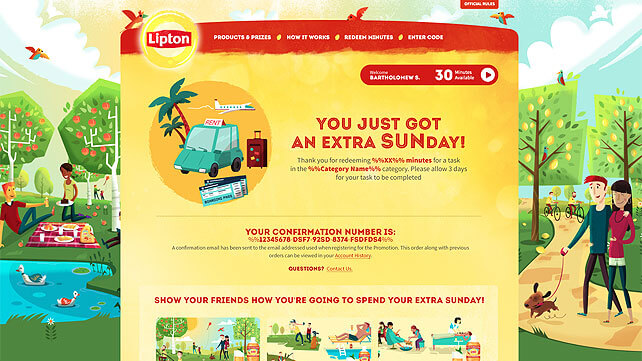 OFFICIAL RULES
Lipton
PRODUCTS & PRIZES HOW IT WORKS REDEEM MINUTES ENTER CODE
Welcome
BARTHOLOMEW S.
30 Minutes Available
RENT
BOARDING PASS
YOU JUST GOT
AN EXTRA SUNDAY!
Thank you for redeeming %%XX%% minutes for a task
in the %%Category Name%% category. Please allow 3 days
for your task to be completed
YOUR CONFIRMATION NUMBER IS:
%%12345678-DSF7-92SD-8374-FSDFDS4%%
A confirmation email has been sent to the email addressed used when registering for the Promotion. This order along with previous
orders can be viewed in your Account History.
QUESTIONS? Contact Us.
SHOW YOUR FRIENDS HOW YOU'RE GOING TO SPEND YOUR EXTRA SUNDAY!